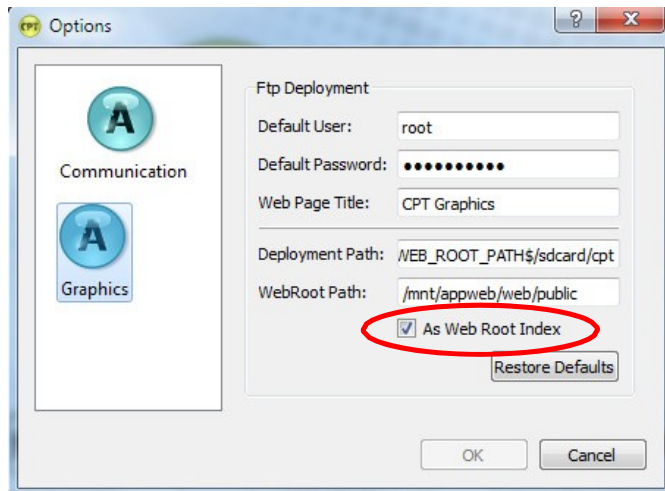 CPT Options
A
Communication
A
Graphics
Ftp Deployment
Default User: root
Default Password: ●●●●●●●●●●
Web Page Title: CPT Graphics
Deployment Path: WEB_ROOT_PATH$/sdcard/cpt
WebRoot Path: /mnt/appweb/web/public
As Web Root Index
Restore Defaults
OK Cancel